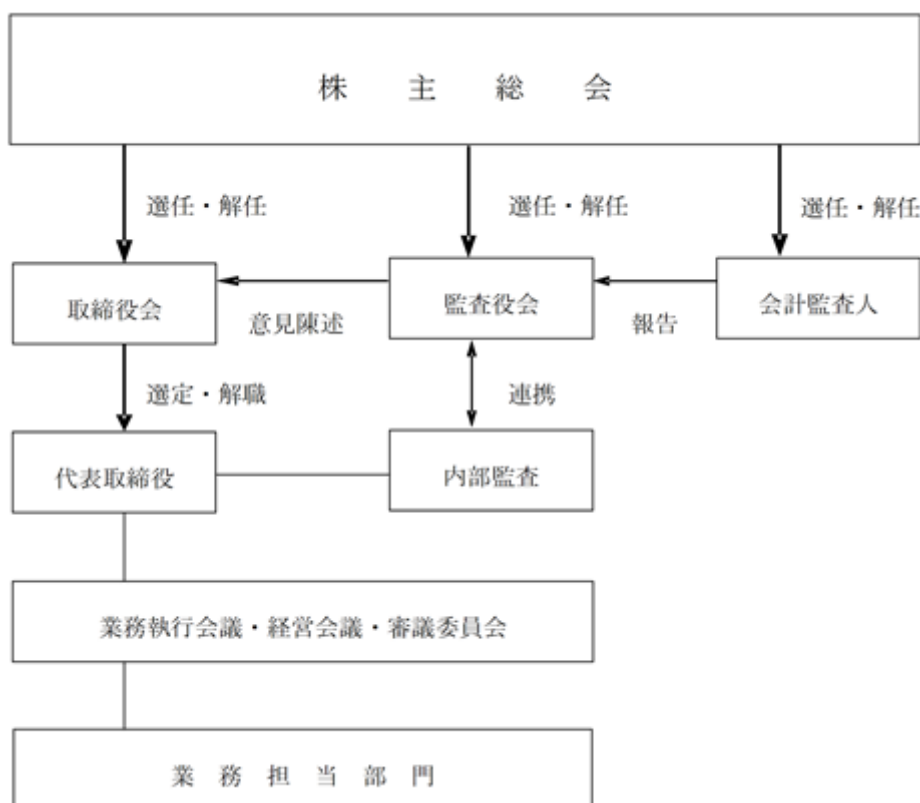 株主総会
選任・解任
選任・解任
選任・解任
取締役会
監査役会
会計監査人
意見陳述
報告
選定・解職
連携
代表取締役
内部監査
業務執行会議・経営会議・審議委員会
業務担当部門